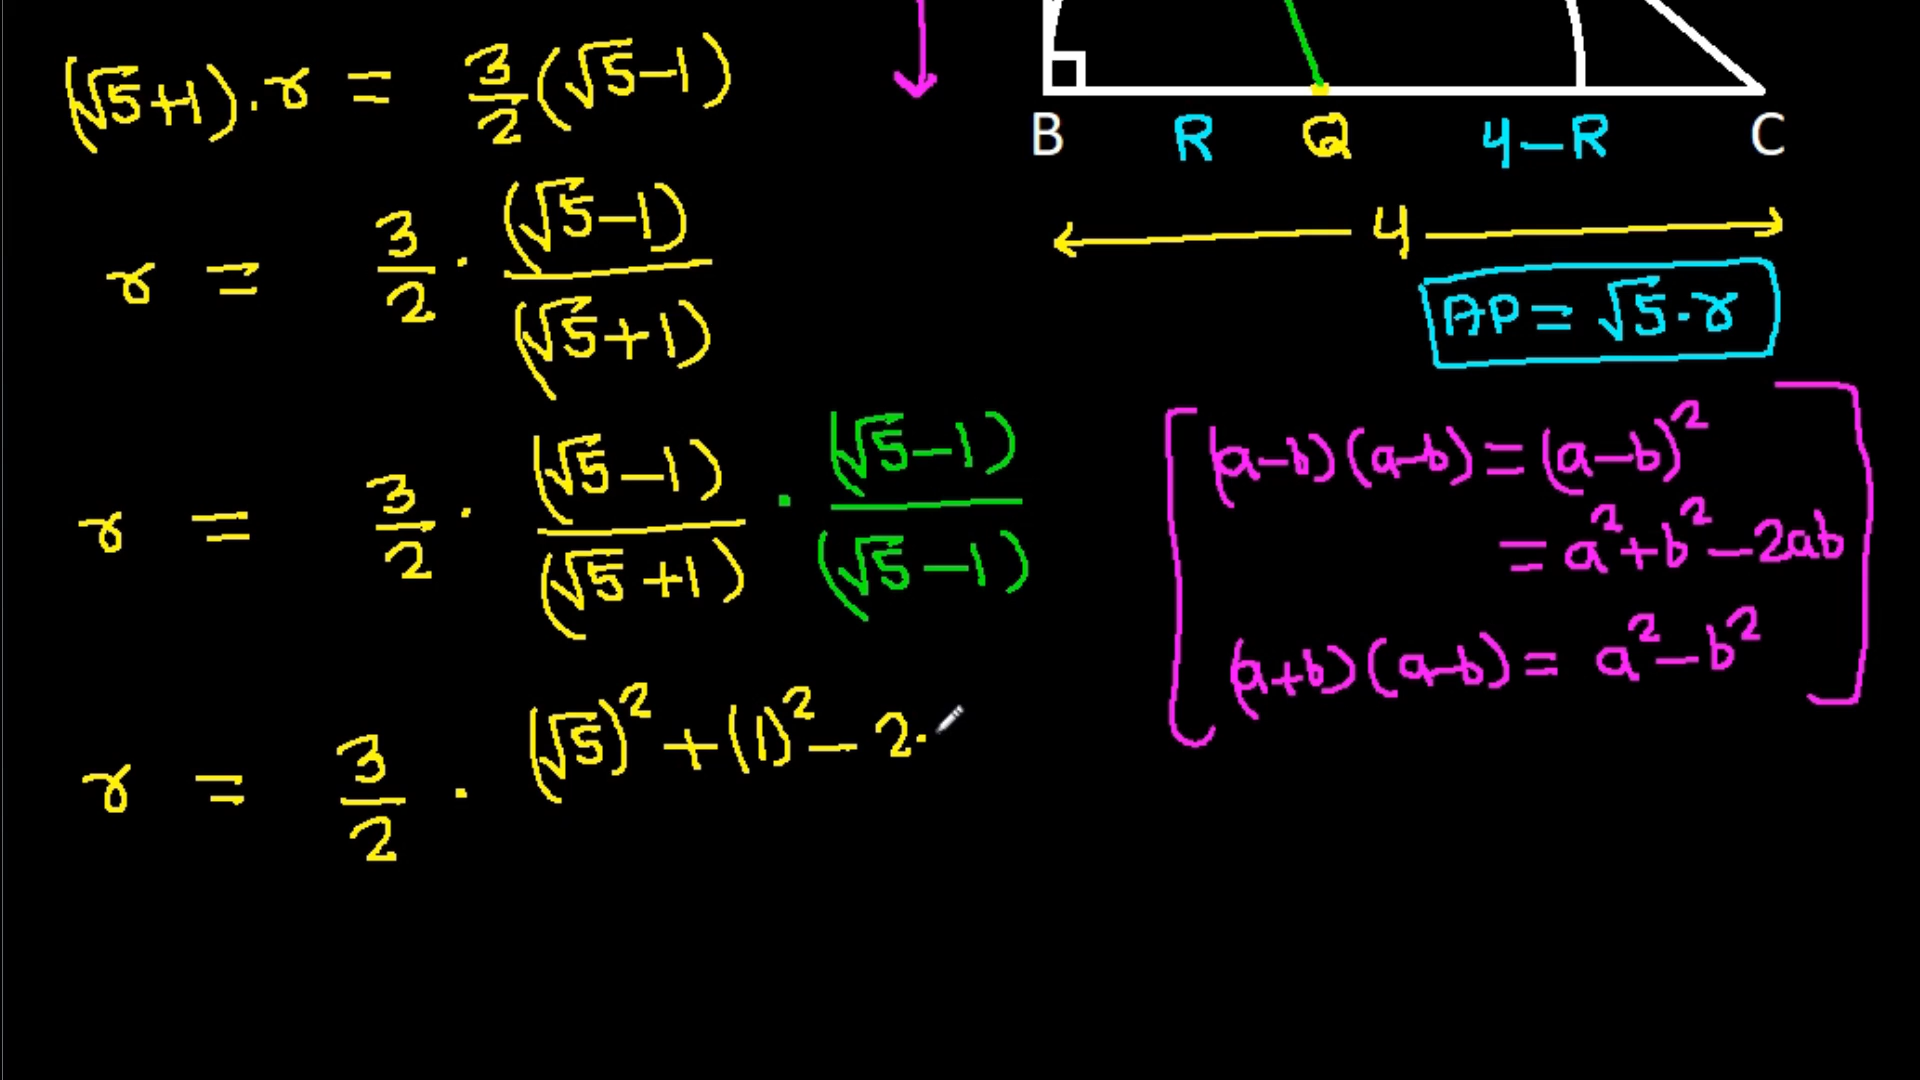 (√5+1)·r = 3/2 (√5−1)
B R Q 4−R C
r = 3/2 · (√5−1)/(√5+1)
4
AP = √5·r
r = 3/2 · (√5−1)/(√5+1) · (√5−1)/(√5−1)
(a−b)(a−b) = (a−b)²
= a²+b²−2ab
(a+b)(a−b) = a²−b²
r = 3/2 · (√5)²+(1)²−2·